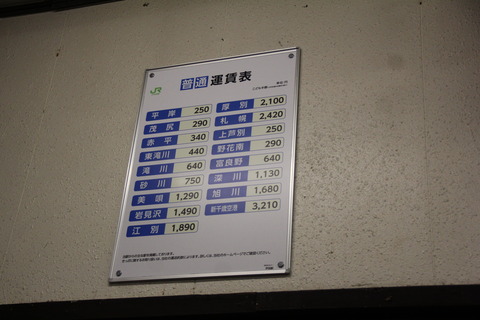 JR
普通運賃表
平岸 250
茂尻 290
赤平 340
東滝川 440
滝川 640
砂川 750
美唄 1,290
岩見沢 1,490
江別 1,890
厚別 2,100
札幌 2,420
上芦別 250
野花南 290
富良野 640
深川 1,130
旭川 1,680
新千歳空港 3,210